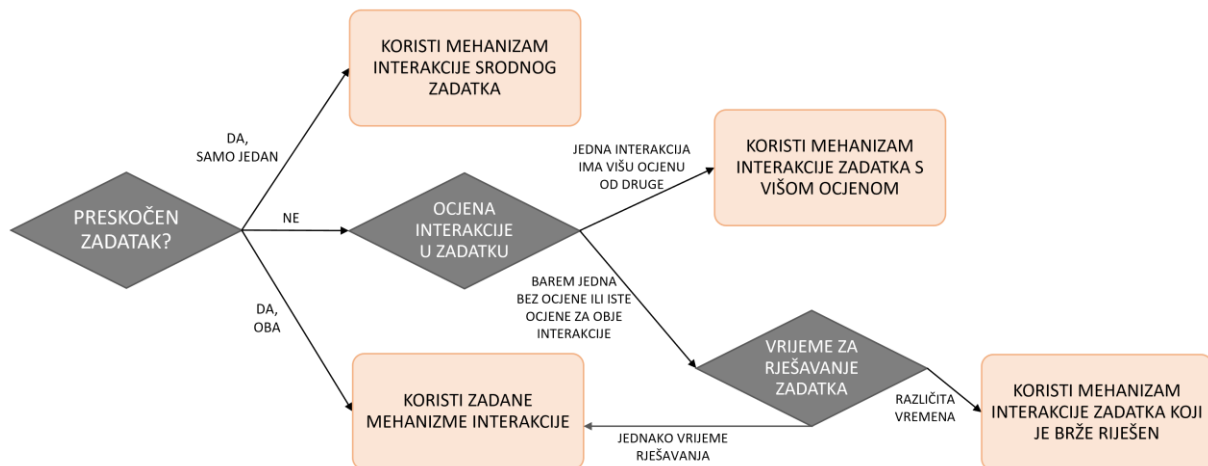 KORISTI MEHANIZAM
INTERAKCIJE SRODNOG
ZADATKA
DA,
SAMO JEDAN
JEDNA INTERAKCIJA
IMA VIŠU OCJENU
OD DRUGE
KORISTI MEHANIZAM
INTERAKCIJE ZADATKA S
VIŠOM OCJENOM
PRESKOČEN
ZADATAK?
NE
OCJENA
INTERAKCIJE
U ZADATKU
DA,
OBA
BAREM JEDNA
BEZ OCJENE ILI ISTE
OCJENE ZA OBJE
INTERAKCIJE
VRIJEME ZA
RJEŠAVANJE
ZADATKA
KORISTI ZADANE
MEHANIZME INTERAKCIJE
JEDNAKO VRIJEME
RJEŠAVANJA
RAZLIČITA
VREMENA
KORISTI MEHANIZAM
INTERAKCIJE ZADATKA KOJI
JE BRŽE RIJEŠEN